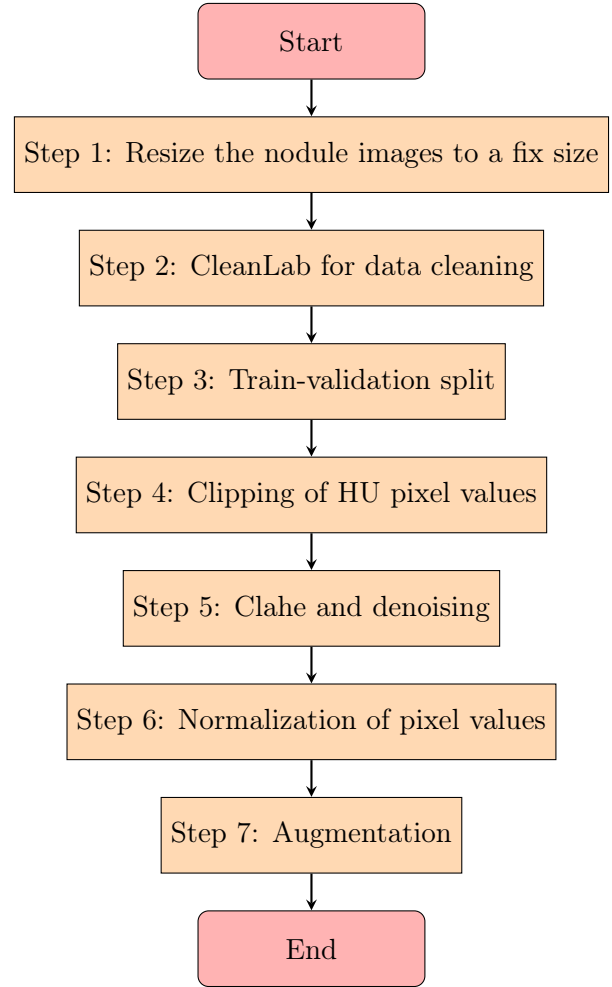 Start
Step 1: Resize the nodule images to a fix size
Step 2: CleanLab for data cleaning
Step 3: Train-validation split
Step 4: Clipping of HU pixel values
Step 5: Clahe and denoising
Step 6: Normalization of pixel values
Step 7: Augmentation
End